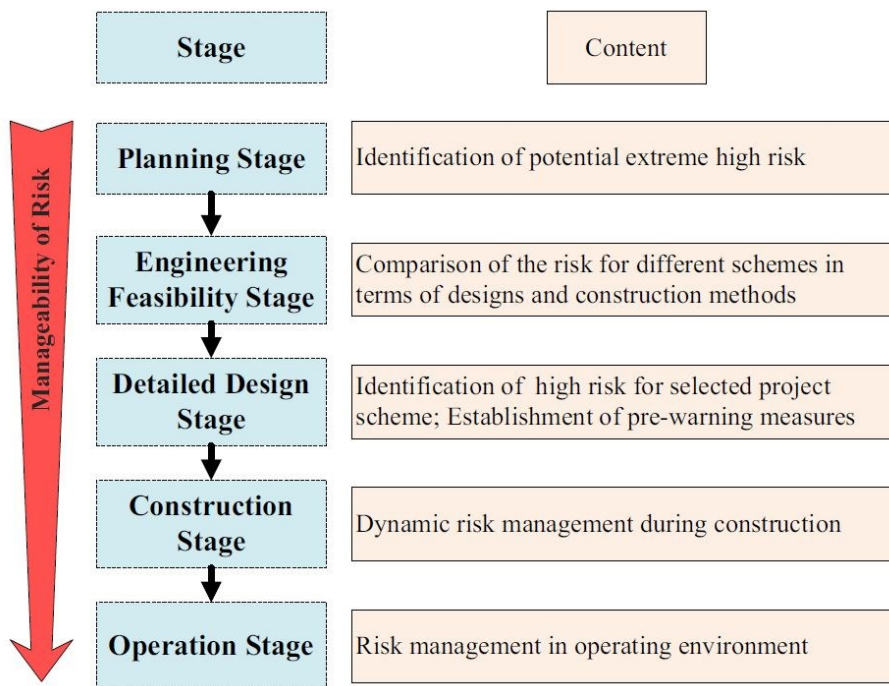 Stage
Content
Manageability of Risk
Planning Stage
Identification of potential extreme high risk
Engineering
Feasibility Stage
Comparison of the risk for different schemes in
terms of designs and construction methods
Detailed Design
Stage
Identification of high risk for selected project
scheme; Establishment of pre-warning measures
Construction
Stage
Dynamic risk management during construction
Operation Stage
Risk management in operating environment